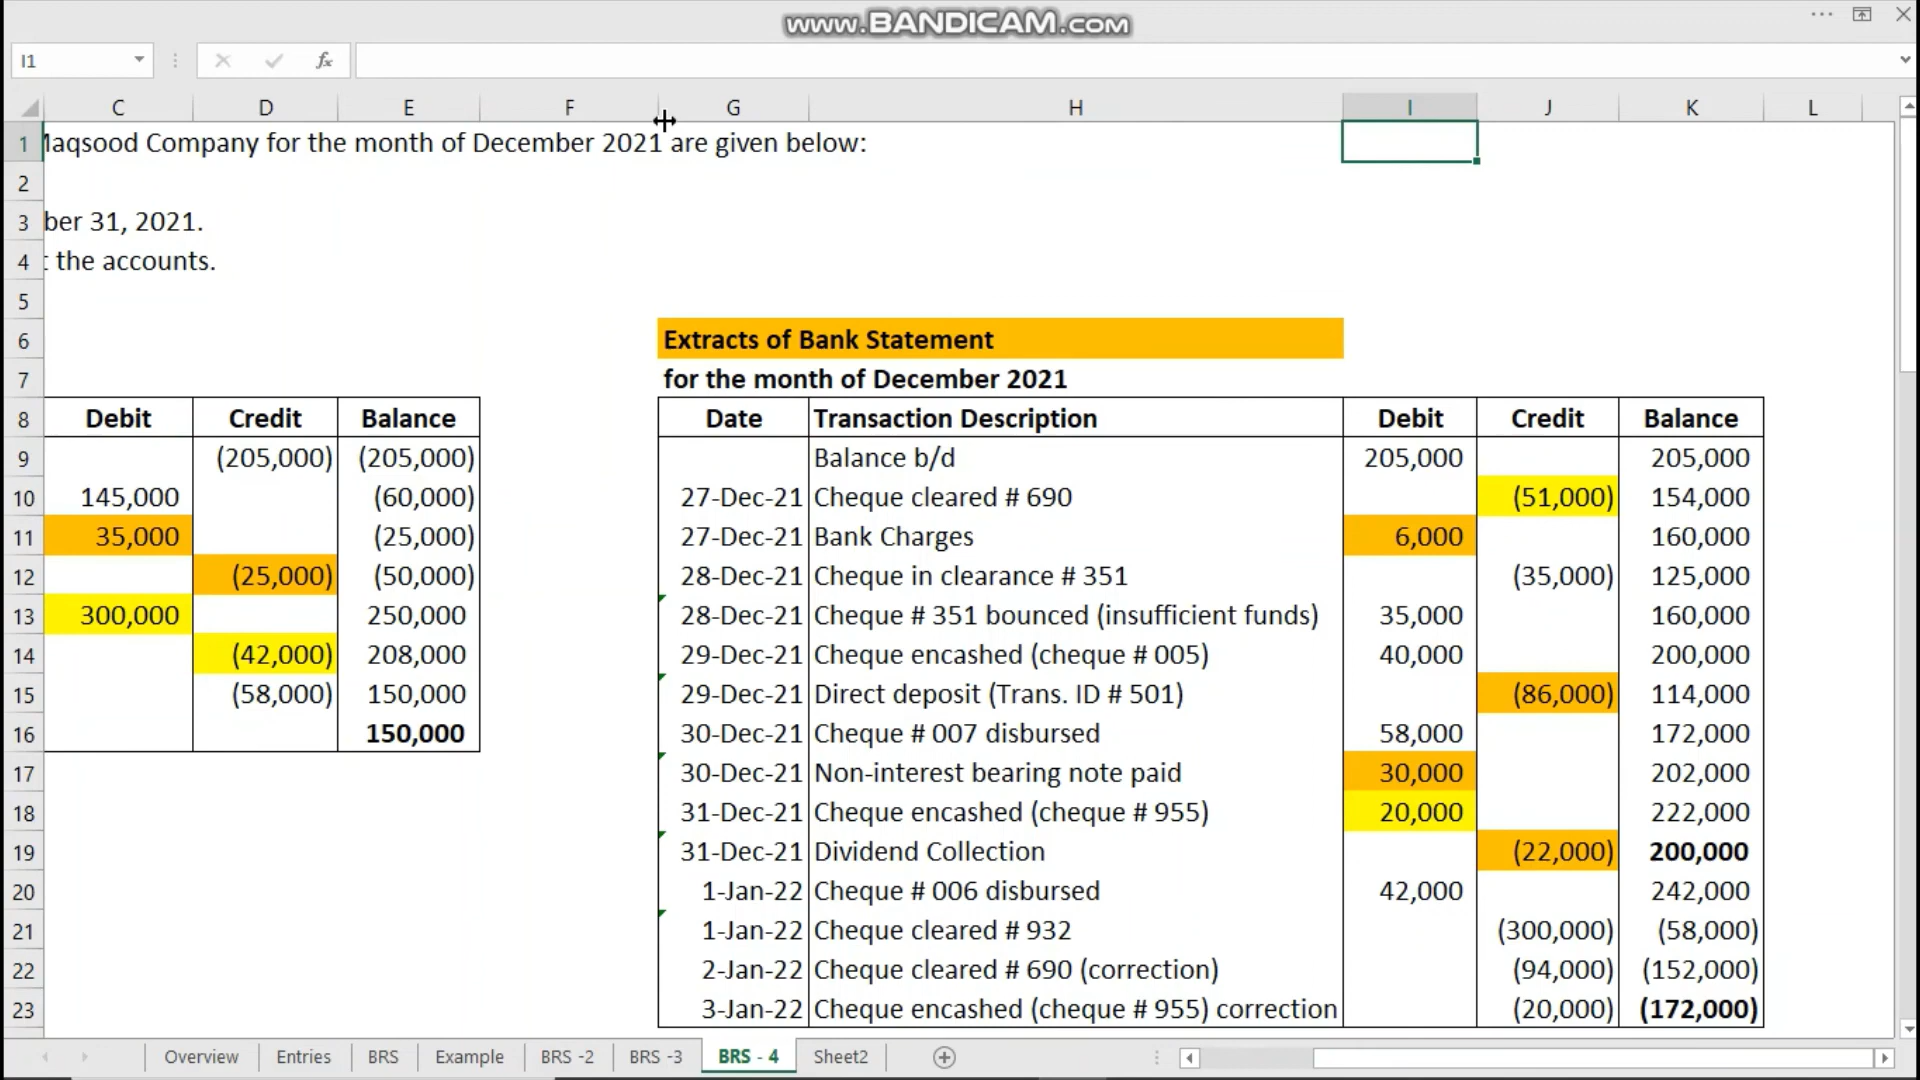 www.BANDICAM.com
I1
fx
C D E F G H I J K L
1 Maqsood Company for the month of December 2021 are given below:
2
3 ber 31, 2021.
4 the accounts.
5
6 Extracts of Bank Statement
7 for the month of December 2021
8 Debit Credit Balance Date Transaction Description Debit Credit Balance
9 (205,000) (205,000) Balance b/d 205,000 205,000
10 145,000 (60,000) 27-Dec-21 Cheque cleared # 690 (51,000) 154,000
11 35,000 (25,000) 27-Dec-21 Bank Charges 6,000 160,000
12 (25,000) (50,000) 28-Dec-21 Cheque in clearance # 351 (35,000) 125,000
13 300,000 250,000 28-Dec-21 Cheque # 351 bounced (insufficient funds) 35,000 160,000
14 (42,000) 208,000 29-Dec-21 Cheque encashed (cheque # 005) 40,000 200,000
15 (58,000) 150,000 29-Dec-21 Direct deposit (Trans. ID # 501) (86,000) 114,000
16 150,000 30-Dec-21 Cheque # 007 disbursed 58,000 172,000
17 30-Dec-21 Non-interest bearing note paid 30,000 202,000
18 31-Dec-21 Cheque encashed (cheque # 955) 20,000 222,000
19 31-Dec-21 Dividend Collection (22,000) 200,000
20 1-Jan-22 Cheque # 006 disbursed 42,000 242,000
21 1-Jan-22 Cheque cleared # 932 (300,000) (58,000)
22 2-Jan-22 Cheque cleared # 690 (correction) (94,000) (152,000)
23 3-Jan-22 Cheque encashed (cheque # 955) correction (20,000) (172,000)
Overview Entries BRS Example BRS -2 BRS -3 BRS - 4 Sheet2